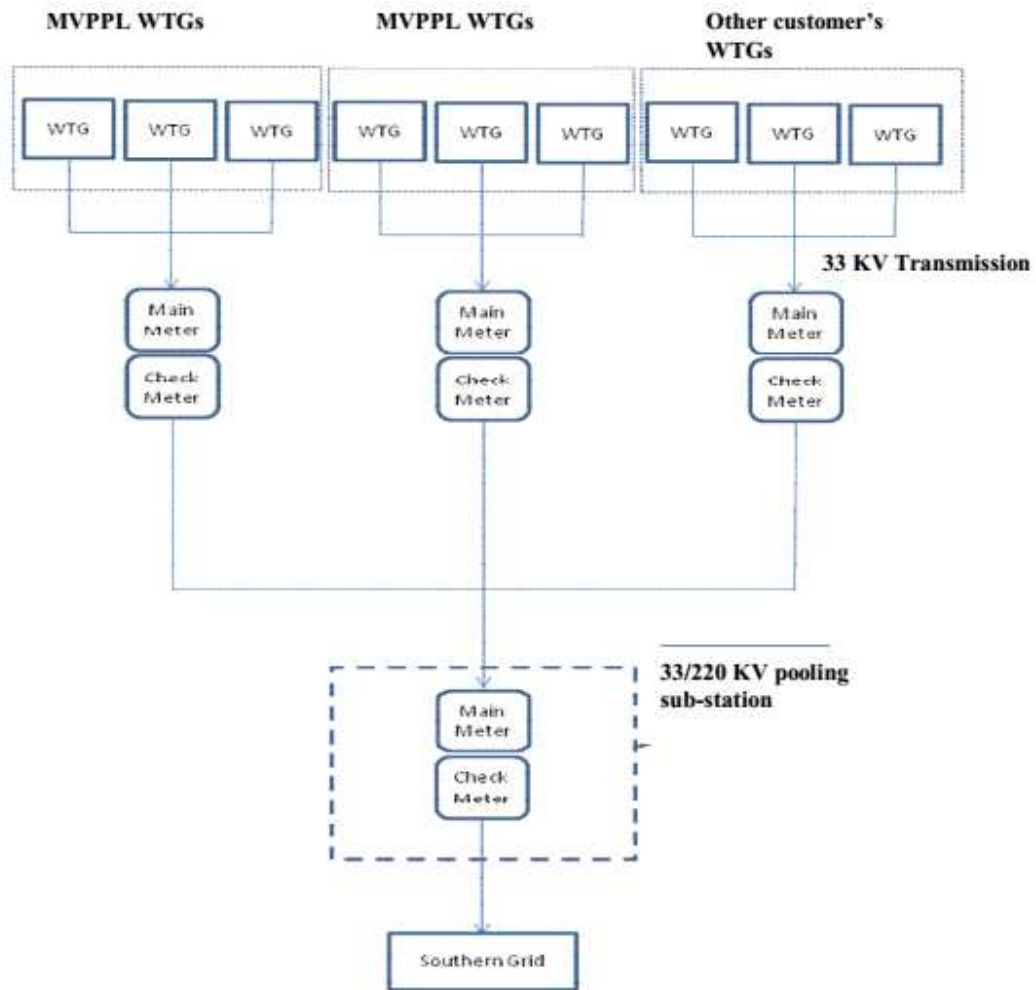 MVPPL WTGs
MVPPL WTGs
Other customer's
WTGs
WTG
WTG
WTG
WTG
WTG
WTG
WTG
WTG
WTG
33 KV Transmission
Main
Meter
Check
Meter
Main
Meter
Check
Meter
Main
Meter
Check
Meter
33/220 KV pooling
sub-station
Main
Meter
Check
Meter
Southern Grid